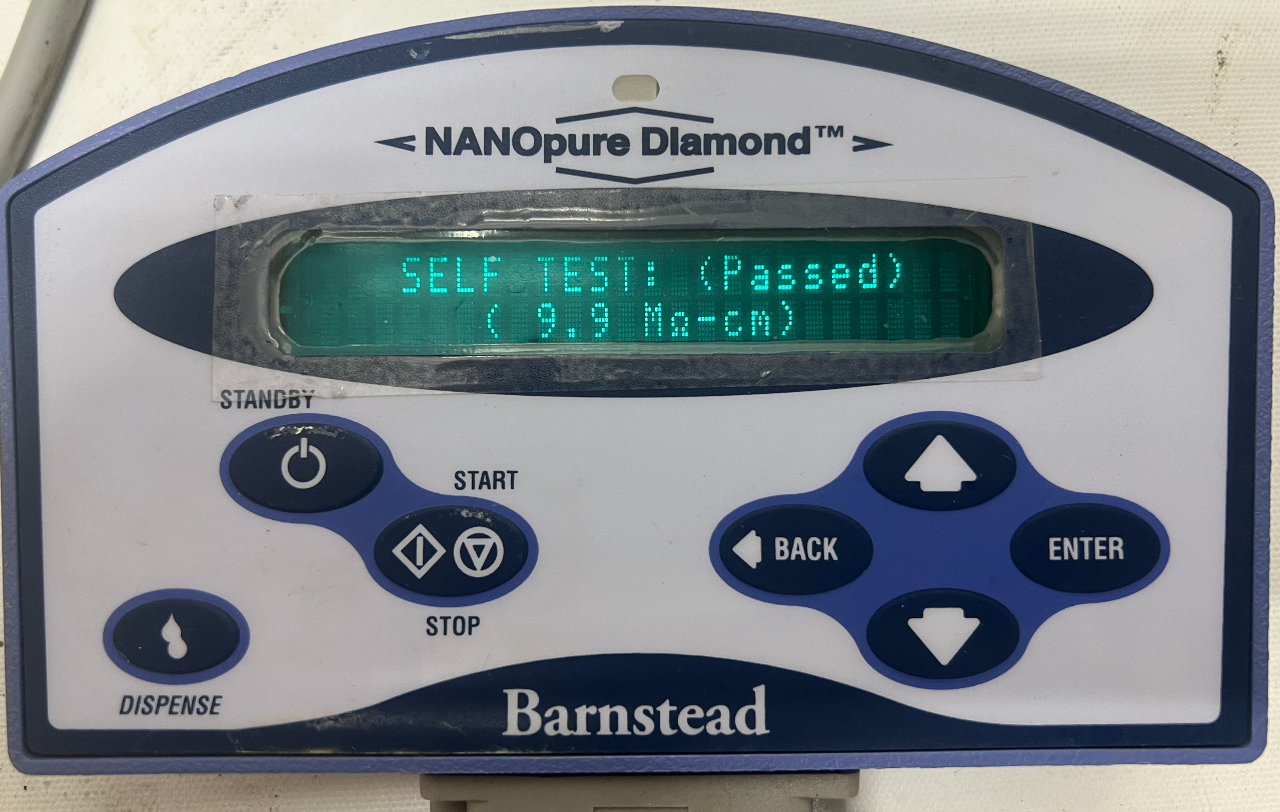 NANOpure DIamond™
SELF TEST: (Passed)
( 9.9 MΩ-cm)
STANDBY
START
STOP
BACK
ENTER
DISPENSE
Barnstead